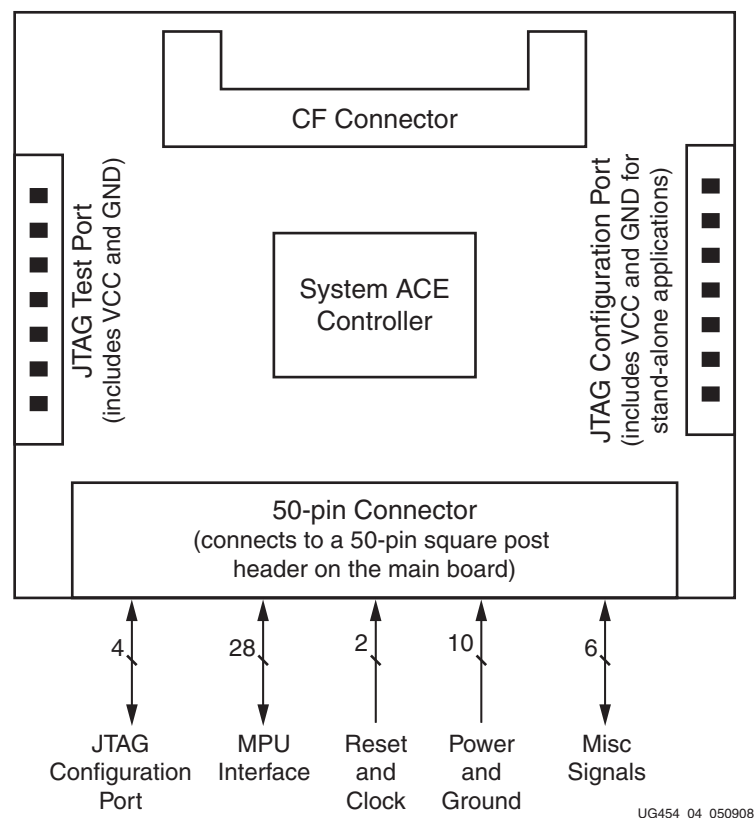 CF Connector
JTAG Test Port
(includes VCC and GND)
System ACE
Controller
JTAG Configuration Port
(includes VCC and GND for
stand-alone applications)
50-pin Connector
(connects to a 50-pin square post
header on the main board)
4
28
2
10
6
JTAG
Configuration
Port
MPU
Interface
Reset
and
Clock
Power
and
Ground
Misc
Signals
UG454_04_050908